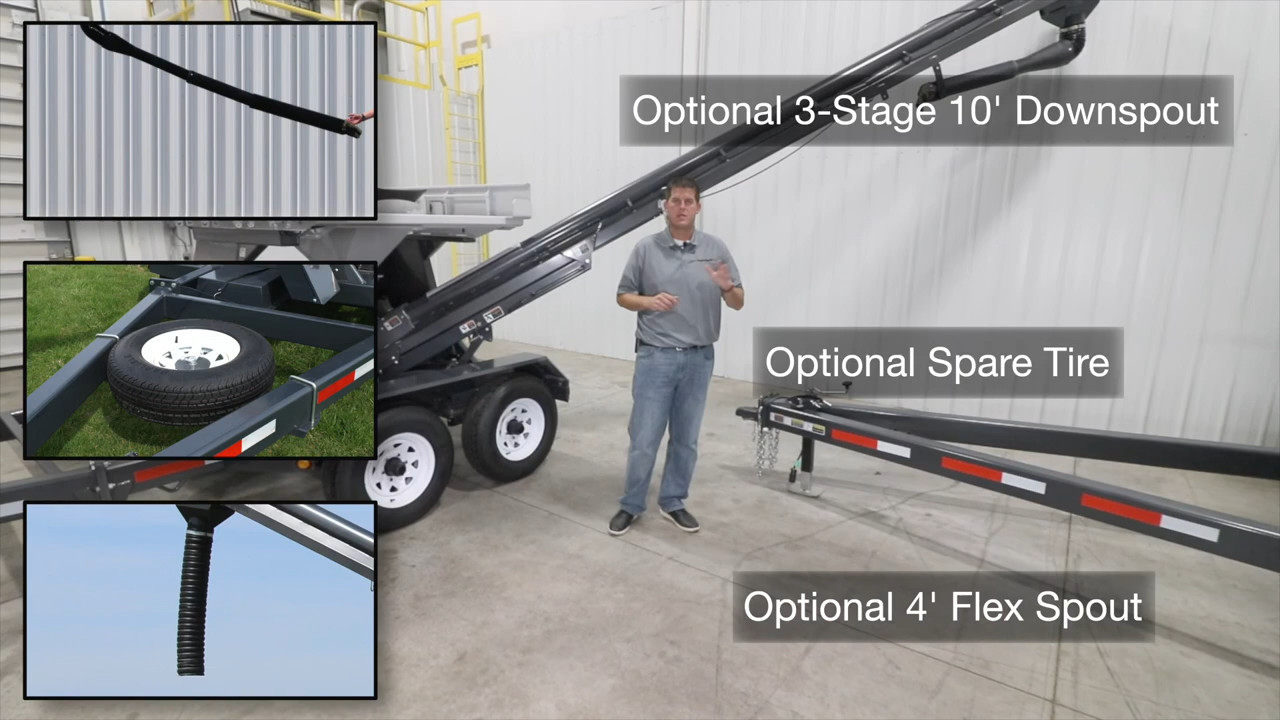 Optional 3-Stage 10' Downspout
Optional Spare Tire
Optional 4' Flex Spout